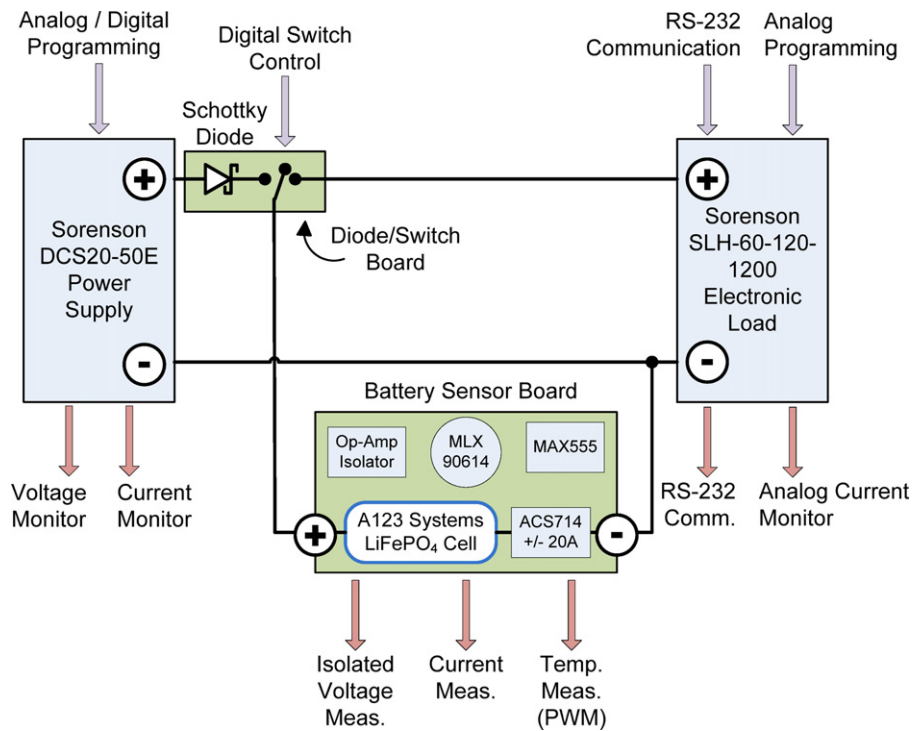 Analog / Digital
Programming
Digital Switch
Control
RS-232
Communication
Analog
Programming
Schottky
Diode
+
Sorenson
DCS20-50E
Power
Supply
-
Diode/Switch
Board
+
Sorenson
SLH-60-120-
1200
Electronic
Load
-
Battery Sensor Board
Op-Amp
Isolator
MLX
90614
MAX555
+
A123 Systems
LiFePO4 Cell
ACS714
+/- 20A
-
Voltage
Monitor
Current
Monitor
RS-232
Comm.
Analog Current
Monitor
Isolated
Voltage
Meas.
Current
Meas.
Temp.
Meas.
(PWM)